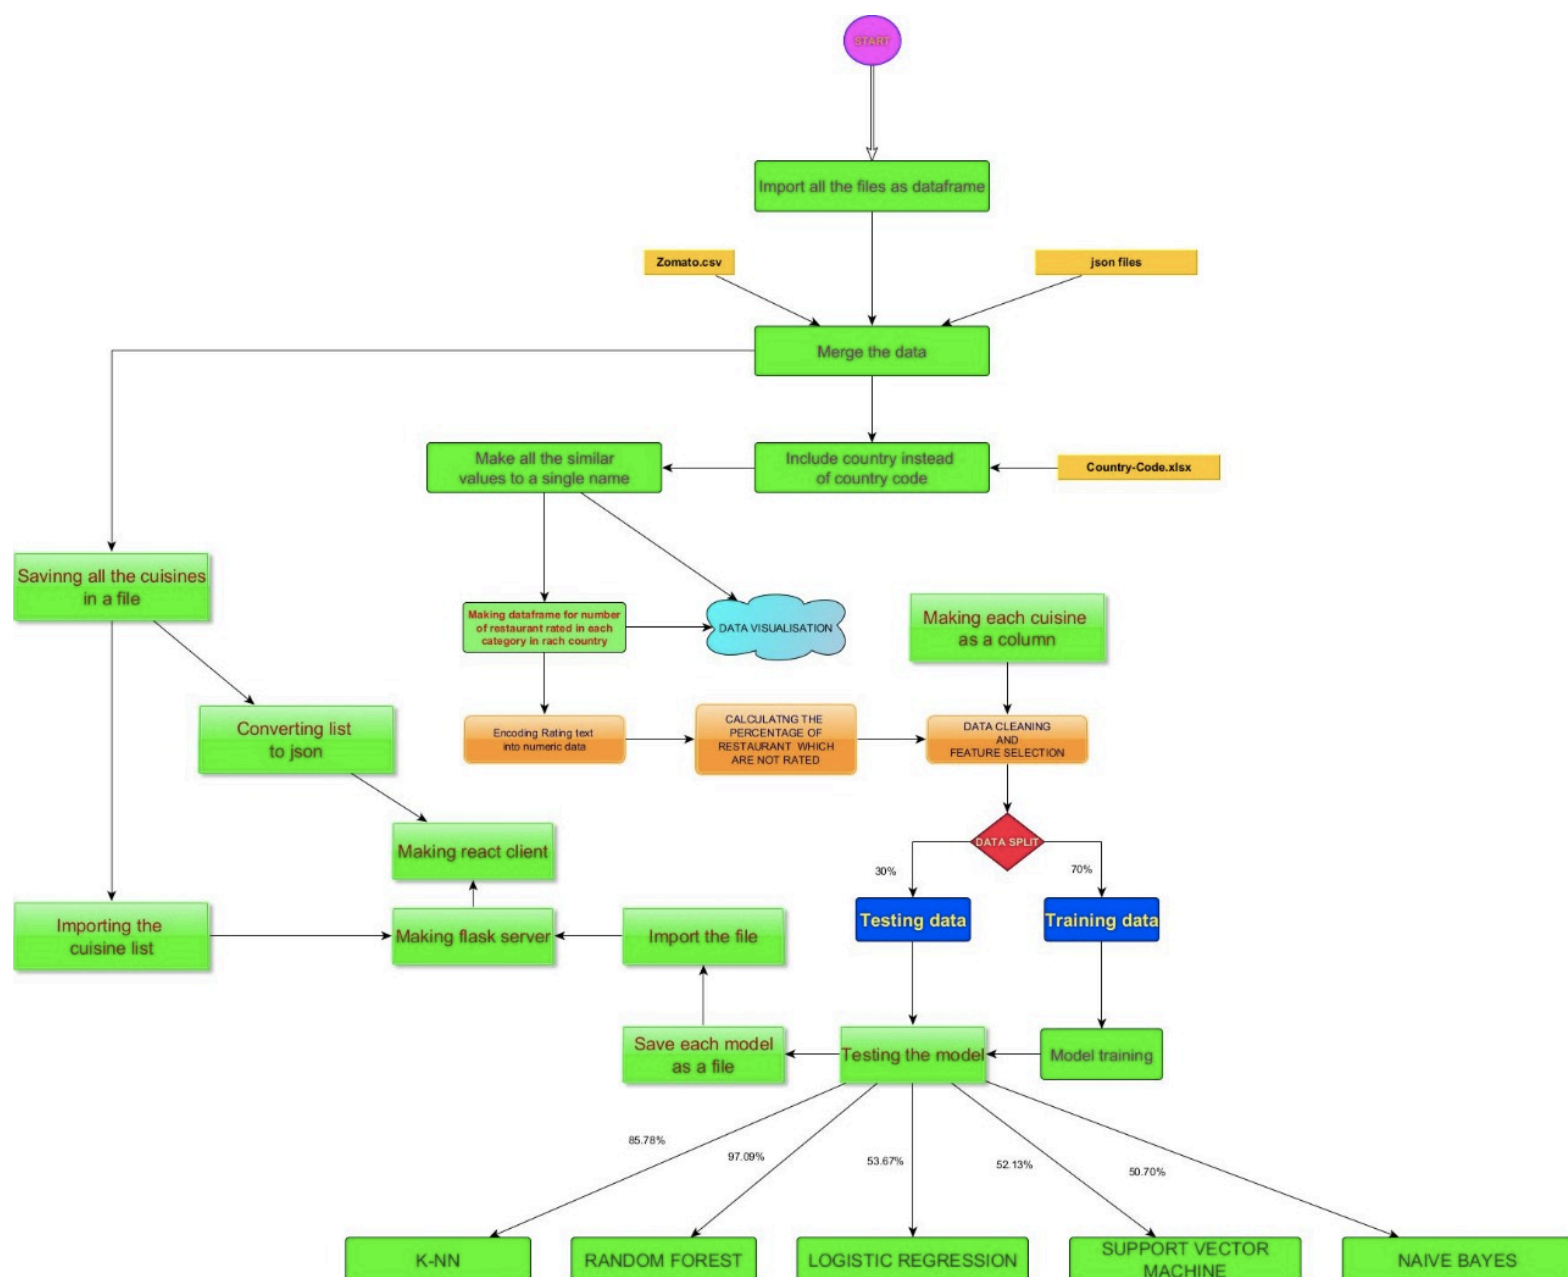 START
Import all the files as dataframe
Zomato.csv
json files
Merge the data
Make all the similar
values to a single name
Include country instead
of country code
Country-Code.xlsx
Savinng all the cuisines
in a file
Making dataframe for number
of restaurant rated in each
category in rach country
DATA VISUALISATION
Making each cuisine
as a column
Converting list
to json
Encoding Rating text
into numeric data
CALCULATNG THE
PERCENTAGE OF
RESTAURANT WHICH
ARE NOT RATED
DATA CLEANING
AND
FEATURE SELECTION
Making react client
DATA SPLIT
30%
70%
Importing the
cuisine list
Making flask server
Import the file
Testing data
Training data
Save each model
as a file
Testing the model
Model training
85.78%
97.09%
53.67%
52.13%
50.70%
K-NN
RANDOM FOREST
LOGISTIC REGRESSION
SUPPORT VECTOR
MACHINE
NAIVE BAYES